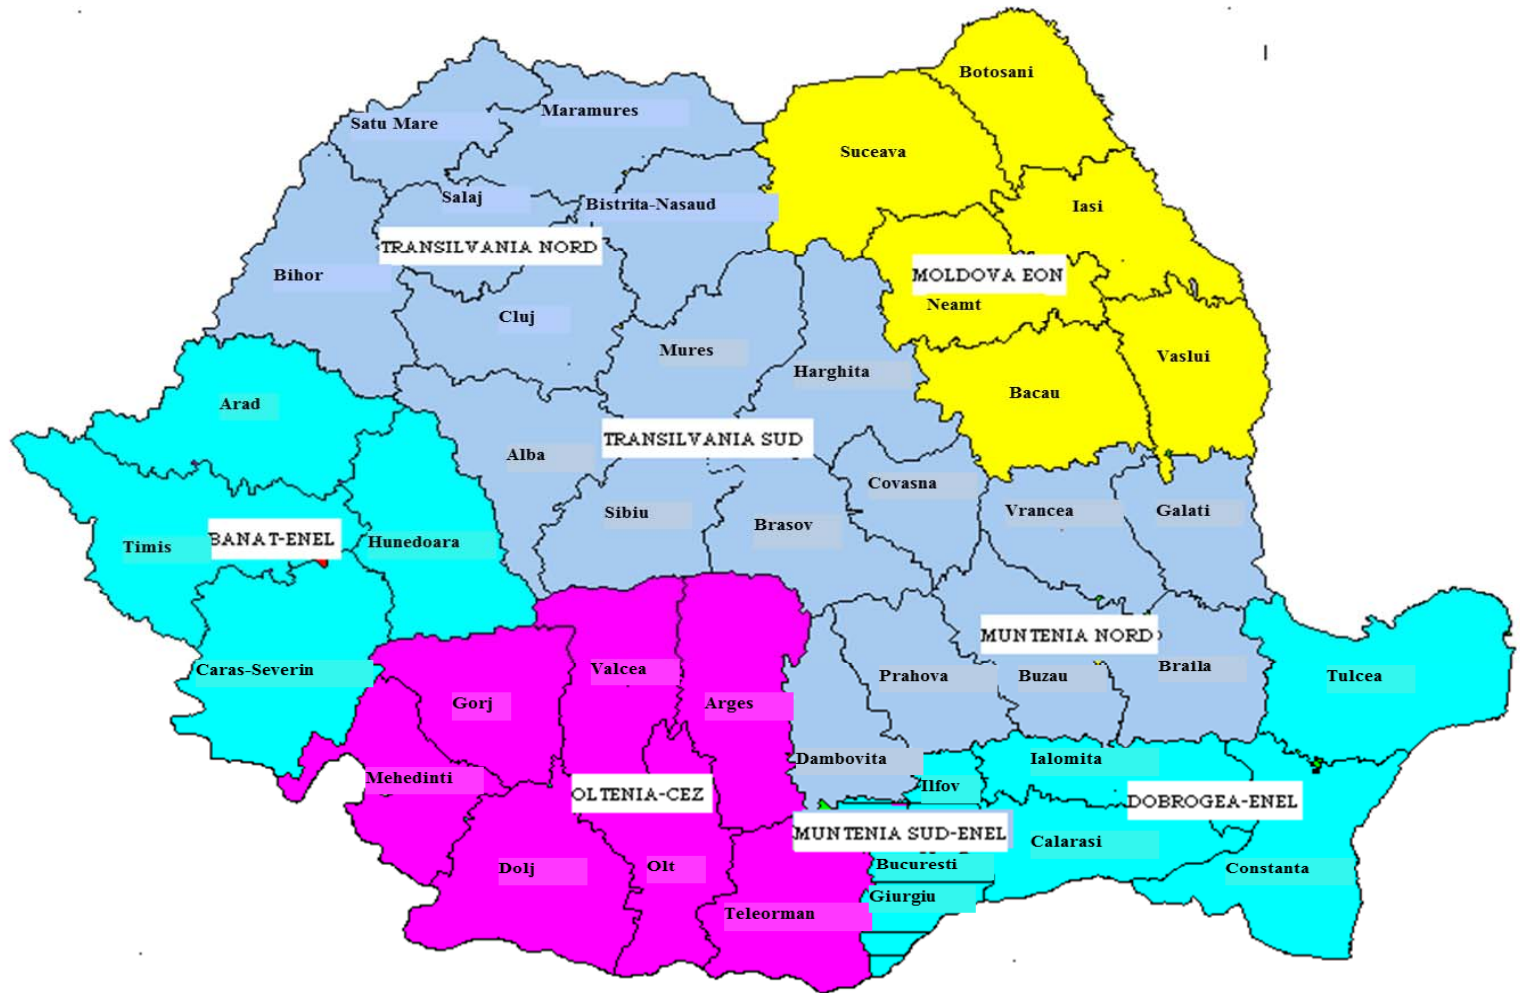 Botosani
Satu Mare
Maramures
Suceava
Salaj
Bistrita-Nasaud
Iasi
TRANSILVANIA NORD
Bihor
MOLDOVA EON
Neamt
Cluj
Mures
Vaslui
Harghita
Bacau
Arad
TRANSILVANIA SUD
Alba
Covasna
Sibiu
Vrancea
Galati
Brasov
BANAT-ENEL
Timis
Hunedoara
MUNTENIA NORD
Caras-Severin
Valcea
Braila
Prahova
Buzau
Tulcea
Gorj
Arges
Dambovita
Ialomita
Mehedinti
Ilfov
OLTENIA-CEZ
DOBROGEA-ENEL
MUNTENIA SUD-ENEL
Calarasi
Dolj
Olt
Bucuresti
Constanta
Giurgiu
Teleorman